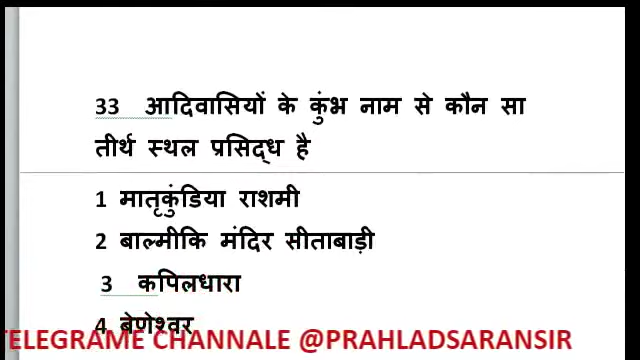 33 आदिवासियों के कुंभ नाम से कौन सा
तीर्थ स्थल प्रसिद्ध है
1 मातृकुंडिया राशमी
2 बाल्मीकि मंदिर सीताबाड़ी
3 कपिलधारा
4 बेणेश्वर
TELEGRAME CHANNALE @PRAHLADSARANSIR